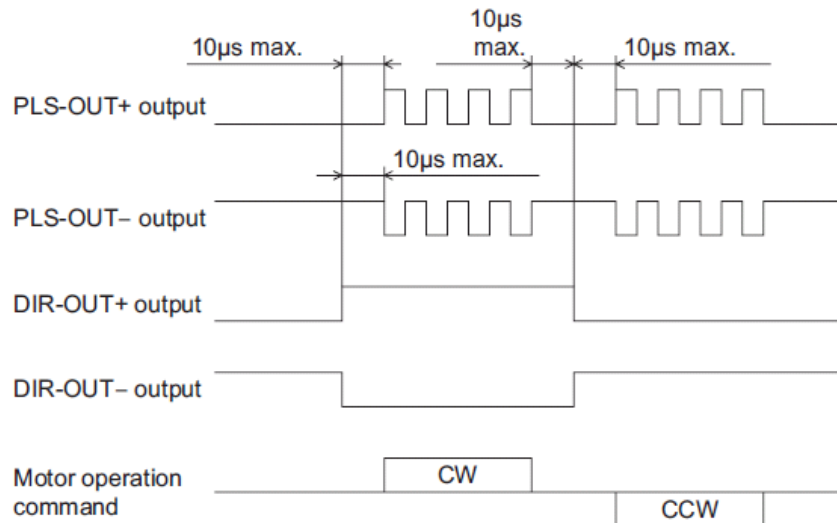 10µs
10µs max.
max.
10µs max.
PLS-OUT+ output
10µs max.
PLS-OUT− output
DIR-OUT+ output
DIR-OUT− output
Motor operation
command
CW
CCW